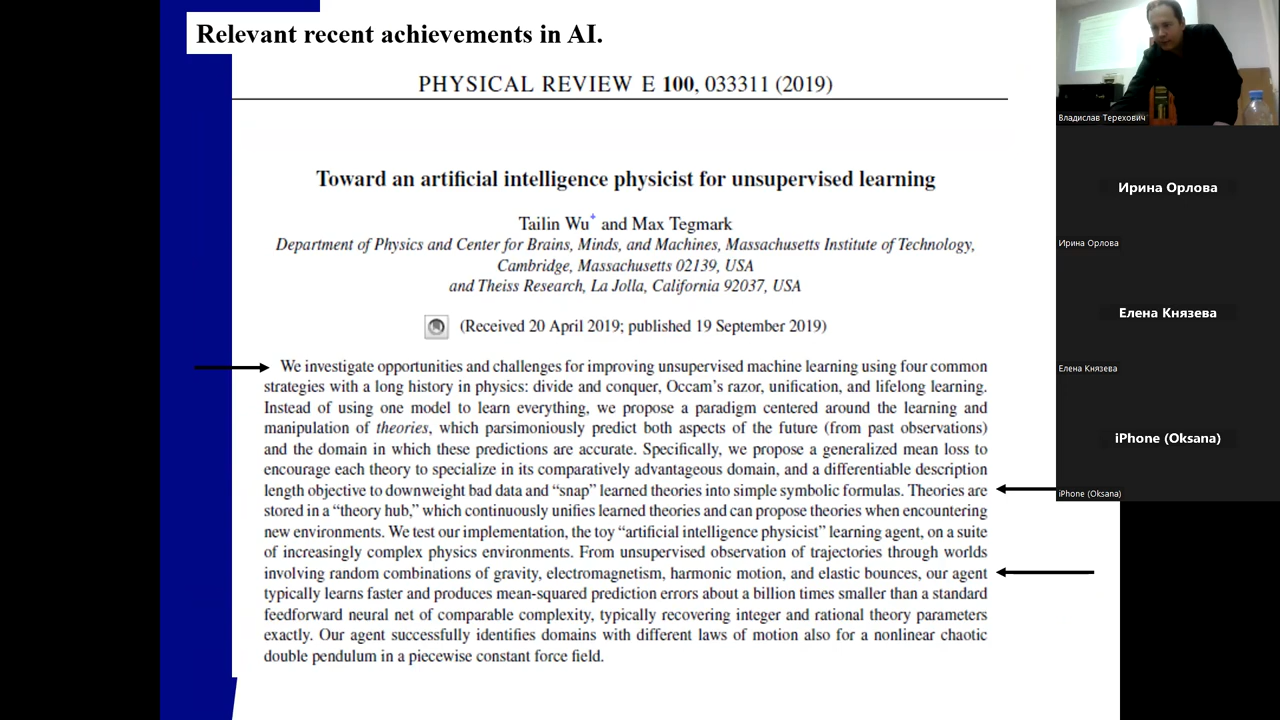 Relevant recent achievements in AI.
PHYSICAL REVIEW E 100, 033311 (2019)
Toward an artificial intelligence physicist for unsupervised learning
Tailin Wu* and Max Tegmark
Department of Physics and Center for Brains, Minds, and Machines, Massachusetts Institute of Technology,
Cambridge, Massachusetts 02139, USA
and Theiss Research, La Jolla, California 92037, USA
(Received 20 April 2019; published 19 September 2019)
We investigate opportunities and challenges for improving unsupervised machine learning using four common
strategies with a long history in physics: divide and conquer, Occam's razor, unification, and lifelong learning.
Instead of using one model to learn everything, we propose a paradigm centered around the learning and
manipulation of theories, which parsimoniously predict both aspects of the future (from past observations)
and the domain in which these predictions are accurate. Specifically, we propose a generalized mean loss to
encourage each theory to specialize in its comparatively advantageous domain, and a differentiable description
length objective to downweight bad data and “snap” learned theories into simple symbolic formulas. Theories are
stored in a “theory hub,” which continuously unifies learned theories and can propose theories when encountering
new environments. We test our implementation, the toy “artificial intelligence physicist” learning agent, on a suite
of increasingly complex physics environments. From unsupervised observation of trajectories through worlds
involving random combinations of gravity, electromagnetism, harmonic motion, and elastic bounces, our agent
typically learns faster and produces mean-squared prediction errors about a billion times smaller than a standard
feedforward neural net of comparable complexity, typically recovering integer and rational theory parameters
exactly. Our agent successfully identifies domains with different laws of motion also for a nonlinear chaotic
double pendulum in a piecewise constant force field.
Владислав Терехович
Ирина Орлова
Ирина Орлова
Елена Князева
Елена Князева
iPhone (Oksana)
iPhone (Oksana)